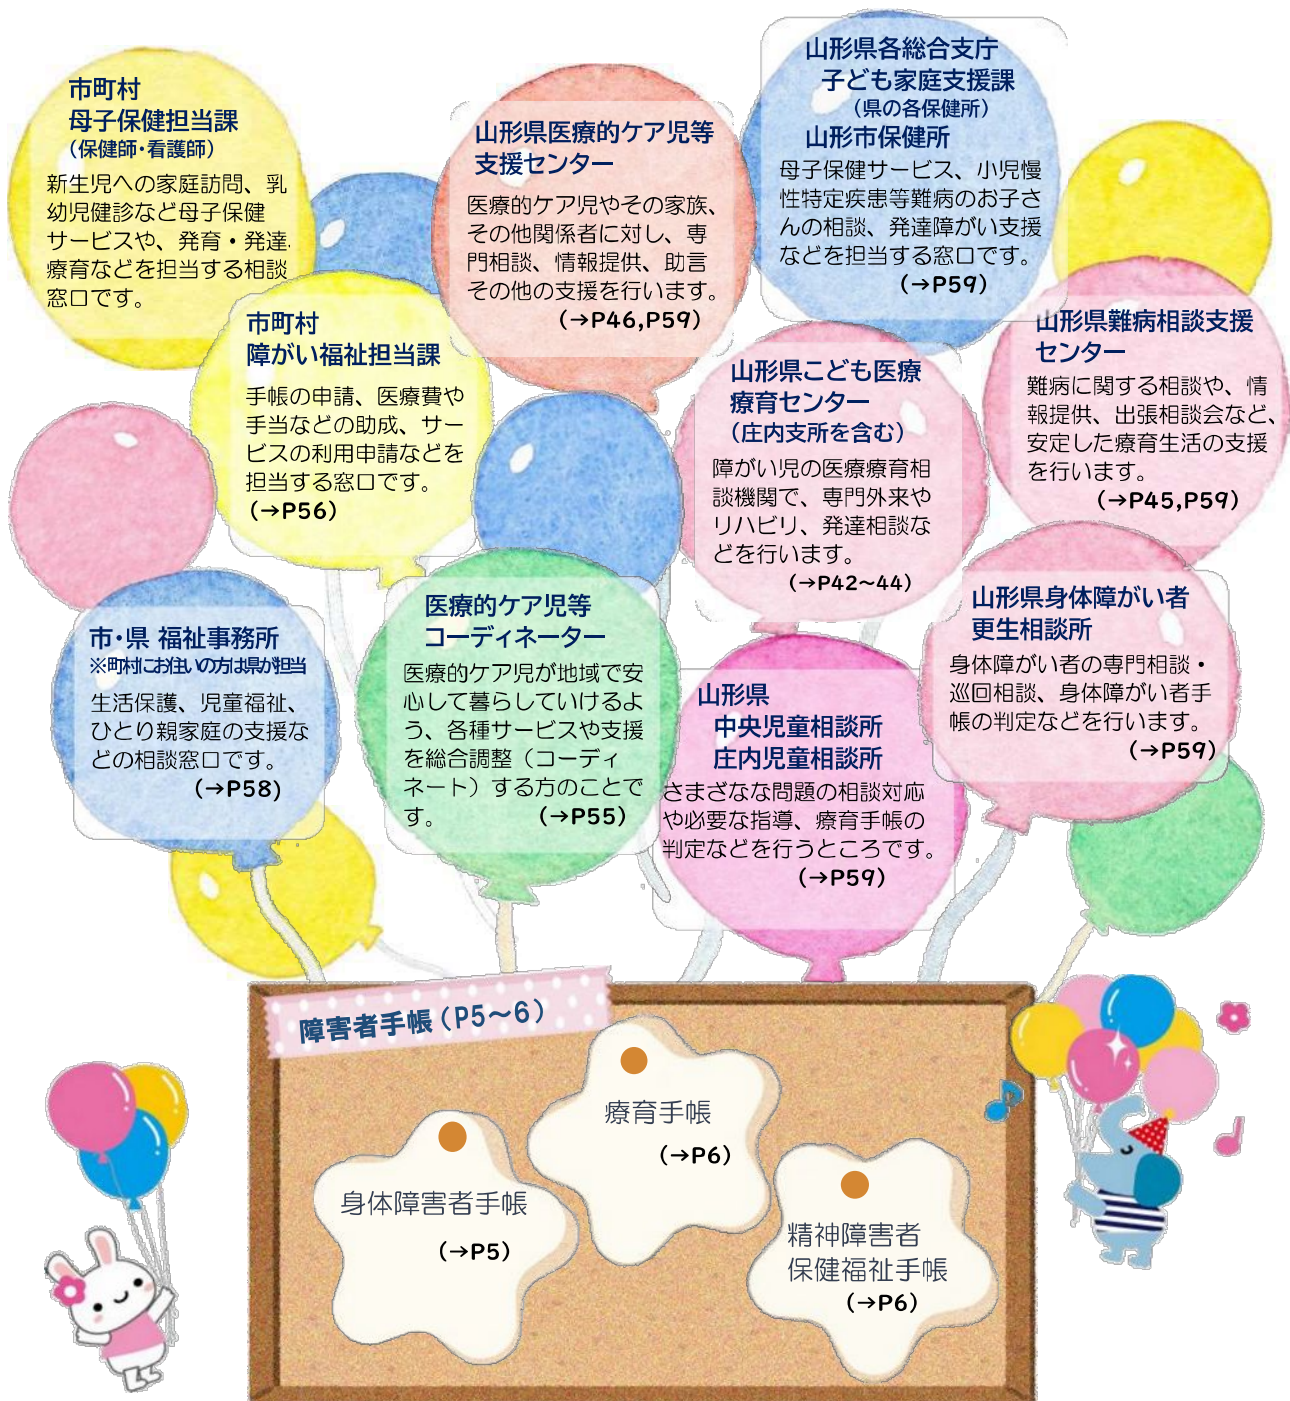 市町村
母子保健担当課
（保健師・看護師）
新生児への家庭訪問、乳
幼児健診など母子保健
サービスや、発育・発達、
療育などを担当する相談
窓口です。
山形県医療的ケア児等
支援センター
医療的ケア児やその家族、
その他関係者に対し、専
門相談、情報提供、助言
その他の支援を行います。
（→P46,P59）
山形県各総合支庁
子ども家庭支援課
（県の各保健所）
山形市保健所
母子保健サービス、小児慢
性特定疾患等難病のお子さ
んの相談、発達障がい支援
などを担当する窓口です。
（→P59）
市町村
障がい福祉担当課
手帳の申請、医療費や
手当などの助成、サー
ビスの利用申請などを
担当する窓口です。
（→P56）
山形県こども医療
療育センター
（庄内支所を含む）
障がい児の医療療育相
談機関で、専門外来や
リハビリ、発達相談な
どを行います。
（→P42～44）
山形県難病相談支援
センター
難病に関する相談や、情
報提供、出張相談会など、
安定した療育生活の支援
を行います。
（→P45,P59）
市・県 福祉事務所
※町村にお住いの方は県が担当
生活保護、児童福祉、
ひとり親家庭の支援な
どの相談窓口です。
（→P58）
医療的ケア児等
コーディネーター
医療的ケア児が地域で安
心して暮らしていけるよ
う、各種サービスや支援
を総合調整（コーディ
ネート）する方のことで
す。 （→P55）
山形県
中央児童相談所
庄内児童相談所
さまざなな問題の相談対応
や必要な指導、療育手帳の
判定などを行うところです。
（→P59）
山形県身体障がい者
更生相談所
身体障がい者の専門相談・
巡回相談、身体障がい者手
帳の判定などを行います。
（→P59）
障害者手帳（P5～6）
療育手帳
（→P6）
身体障害者手帳
（→P5）
精神障害者
保健福祉手帳
（→P6）